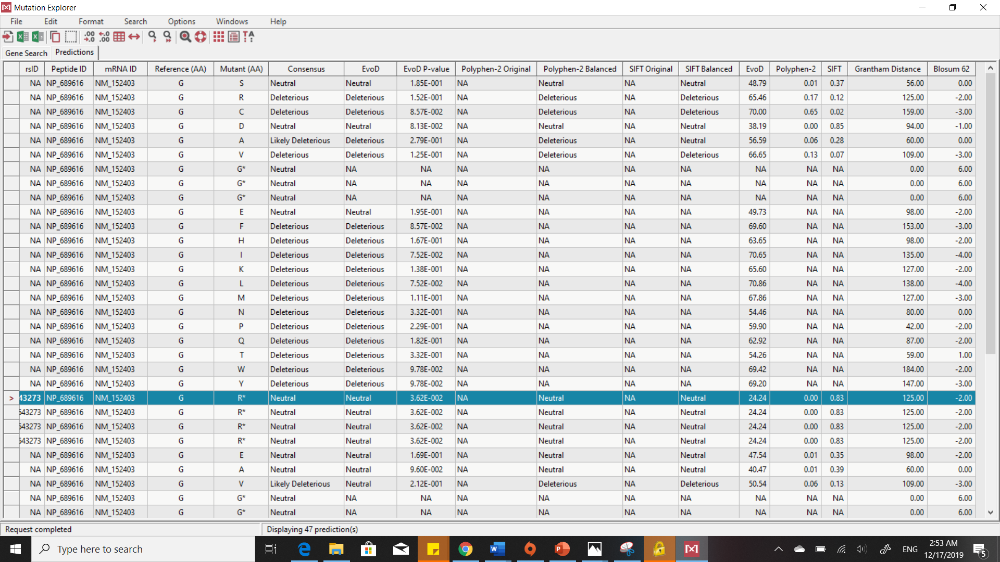 Mutation Explorer
File Edit Format Search Options Windows Help
Gene Search Predictions
rsID Peptide ID mRNA ID Reference (AA) Mutant (AA) Consensus EvoD EvoD P-value Polyphen-2 Original Polyphen-2 Balanced SIFT Original SIFT Balanced EvoD Polyphen-2 SIFT Grantham Distance Blosum 62
NA NP_689616 NM_152403 G S Neutral Neutral 1.85E-001 NA Neutral NA Neutral 48.79 0.01 0.37 56.00 0.00
NA NP_689616 NM_152403 G R Deleterious Deleterious 1.52E-001 NA Deleterious NA Deleterious 65.46 0.17 0.12 125.00 -2.00
NA NP_689616 NM_152403 G C Deleterious Deleterious 8.57E-002 NA Deleterious NA Deleterious 70.00 0.65 0.02 159.00 -3.00
NA NP_689616 NM_152403 G D Neutral Neutral 8.13E-002 NA Neutral NA Neutral 38.19 0.00 0.85 94.00 -1.00
NA NP_689616 NM_152403 G A Likely Deleterious Deleterious 2.79E-001 NA Deleterious NA Neutral 56.59 0.06 0.28 60.00 0.00
NA NP_689616 NM_152403 G V Deleterious Deleterious 1.25E-001 NA Deleterious NA Deleterious 66.65 0.13 0.07 109.00 -3.00
NA NP_689616 NM_152403 G G* Neutral NA NA NA NA NA NA NA NA NA 0.00 6.00
NA NP_689616 NM_152403 G G* Neutral NA NA NA NA NA NA NA NA NA 0.00 6.00
NA NP_689616 NM_152403 G G* Neutral NA NA NA NA NA NA NA NA NA 0.00 6.00
NA NP_689616 NM_152403 G E Neutral Neutral 1.95E-001 NA NA NA NA 49.73 NA NA 98.00 -2.00
NA NP_689616 NM_152403 G F Deleterious Deleterious 8.57E-002 NA NA NA NA 69.60 NA NA 153.00 -3.00
NA NP_689616 NM_152403 G H Deleterious Deleterious 1.67E-001 NA NA NA NA 63.65 NA NA 98.00 -2.00
NA NP_689616 NM_152403 G I Deleterious Deleterious 7.52E-002 NA NA NA NA 70.65 NA NA 135.00 -4.00
NA NP_689616 NM_152403 G K Deleterious Deleterious 1.38E-001 NA NA NA NA 65.60 NA NA 127.00 -2.00
NA NP_689616 NM_152403 G L Deleterious Deleterious 7.52E-002 NA NA NA NA 70.86 NA NA 138.00 -4.00
NA NP_689616 NM_152403 G M Deleterious Deleterious 1.11E-001 NA NA NA NA 67.86 NA NA 127.00 -3.00
NA NP_689616 NM_152403 G N Deleterious Deleterious 3.32E-001 NA NA NA NA 54.46 NA NA 80.00 0.00
NA NP_689616 NM_152403 G P Deleterious Deleterious 2.29E-001 NA NA NA NA 59.90 NA NA 42.00 -2.00
NA NP_689616 NM_152403 G Q Deleterious Deleterious 1.82E-001 NA NA NA NA 62.92 NA NA 87.00 -2.00
NA NP_689616 NM_152403 G T Deleterious Deleterious 3.32E-001 NA NA NA NA 54.26 NA NA 59.00 1.00
NA NP_689616 NM_152403 G W Deleterious Deleterious 9.78E-002 NA NA NA NA 69.42 NA NA 184.00 -2.00
NA NP_689616 NM_152403 G Y Deleterious Deleterious 9.78E-002 NA NA NA NA 69.20 NA NA 147.00 -3.00
> 43273 NP_689616 NM_152403 G R* Neutral Neutral 3.62E-002 NA Neutral NA Neutral 24.24 0.00 0.83 125.00 -2.00
643273 NP_689616 NM_152403 G R* Neutral Neutral 3.62E-002 NA Neutral NA Neutral 24.24 0.00 0.83 125.00 -2.00
643273 NP_689616 NM_152403 G R* Neutral Neutral 3.62E-002 NA Neutral NA Neutral 24.24 0.00 0.83 125.00 -2.00
643273 NP_689616 NM_152403 G R* Neutral Neutral 3.62E-002 NA Neutral NA Neutral 24.24 0.00 0.83 125.00 -2.00
NA NP_689616 NM_152403 G E Neutral Neutral 1.69E-001 NA Neutral NA Neutral 47.54 0.01 0.35 98.00 -2.00
NA NP_689616 NM_152403 G A Neutral Neutral 9.60E-002 NA Neutral NA Neutral 40.47 0.01 0.39 60.00 0.00
NA NP_689616 NM_152403 G V Likely Deleterious Neutral 2.12E-001 NA Deleterious NA Deleterious 50.54 0.06 0.13 109.00 -3.00
NA NP_689616 NM_152403 G G* Neutral NA NA NA NA NA NA NA NA NA 0.00 6.00
NA NP_689616 NM_152403 G G* Neutral NA NA NA NA NA NA NA NA NA 0.00 6.00
Request completed Displaying 47 prediction(s)
Type here to search
ENG
2:53 AM
12/17/2019
5